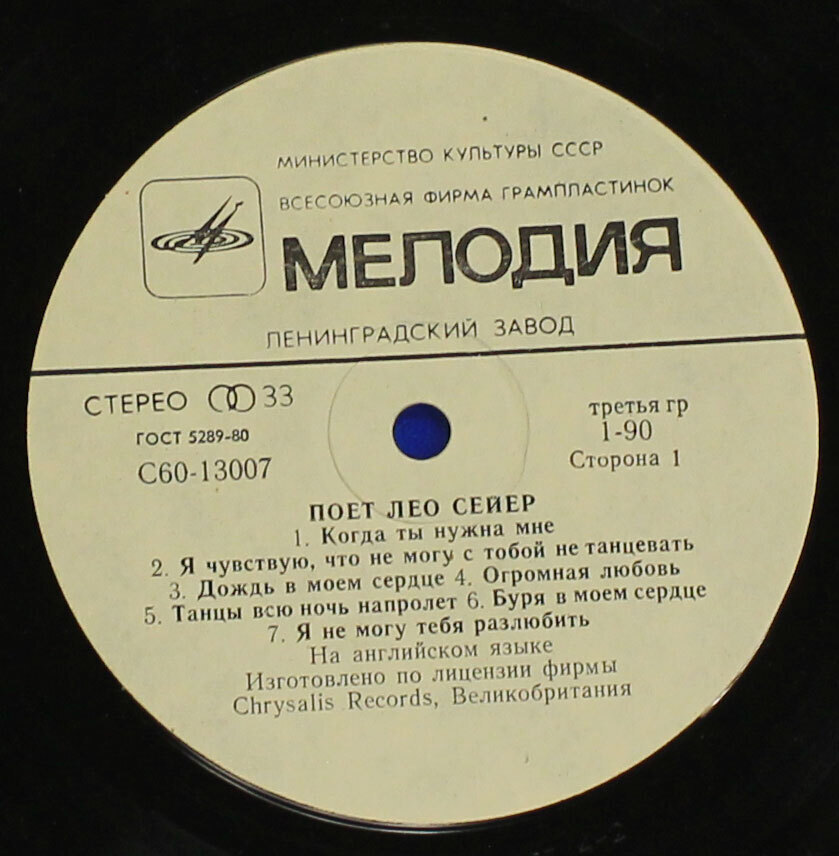 МИНИСТЕРСТВО КУЛЬТУРЫ СССР
ВСЕСОЮЗНАЯ ФИРМА ГРАМПЛАСТИНОК
МЕЛОДИЯ
ЛЕНИНГРАДСКИЙ ЗАВОД
СТЕРЕО 33
ГОСТ 5289-80
С60-13007
третья гр
1-90
Сторона 1
ПОЕТ ЛЕО СЕЙЕР
1. Когда ты нужна мне
2. Я чувствую, что не могу с тобой не танцевать
3. Дождь в моем сердце 4. Огромная любовь
5. Танцы всю ночь напролет 6. Буря в моем сердце
7. Я не могу тебя разлюбить
На английском языке
Изготовлено по лицензии фирмы
Chrysalis Records, Великобритания